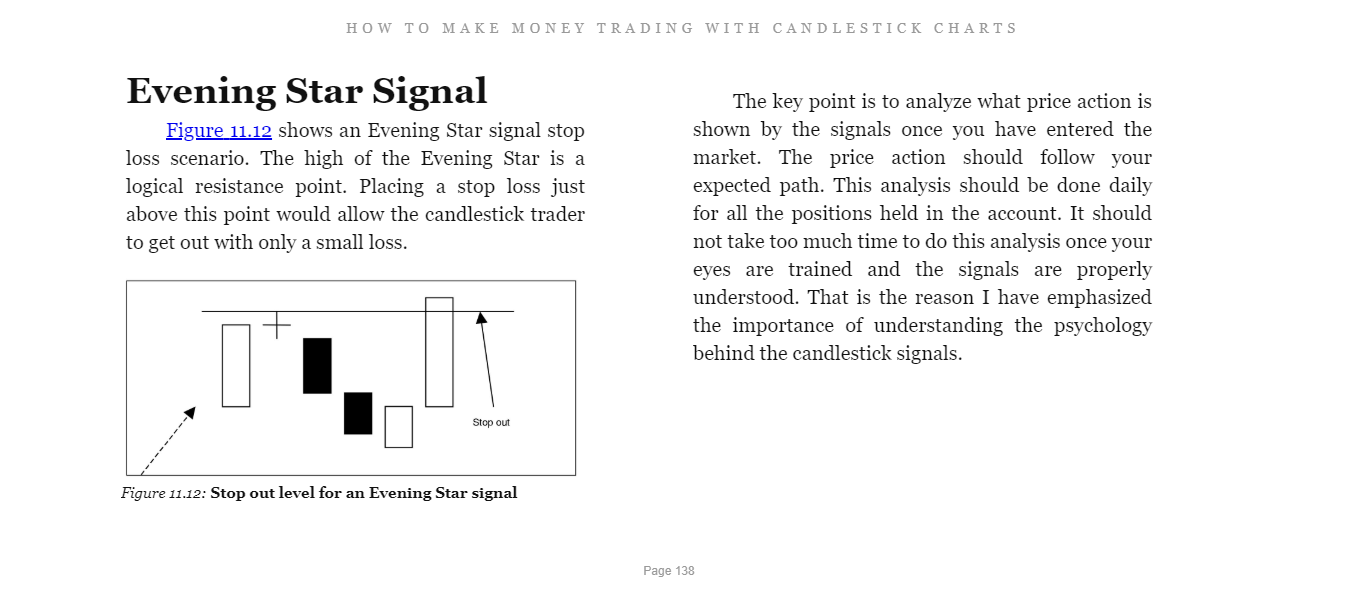 HOW TO MAKE MONEY TRADING WITH CANDLESTICK CHARTS
Evening Star Signal
Figure 11.12 shows an Evening Star signal stop
loss scenario. The high of the Evening Star is a
logical resistance point. Placing a stop loss just
above this point would allow the candlestick trader
to get out with only a small loss.
Stop out
Figure 11.12: Stop out level for an Evening Star signal
The key point is to analyze what price action is
shown by the signals once you have entered the
market. The price action should follow your
expected path. This analysis should be done daily
for all the positions held in the account. It should
not take too much time to do this analysis once your
eyes are trained and the signals are properly
understood. That is the reason I have emphasized
the importance of understanding the psychology
behind the candlestick signals.
Page 138